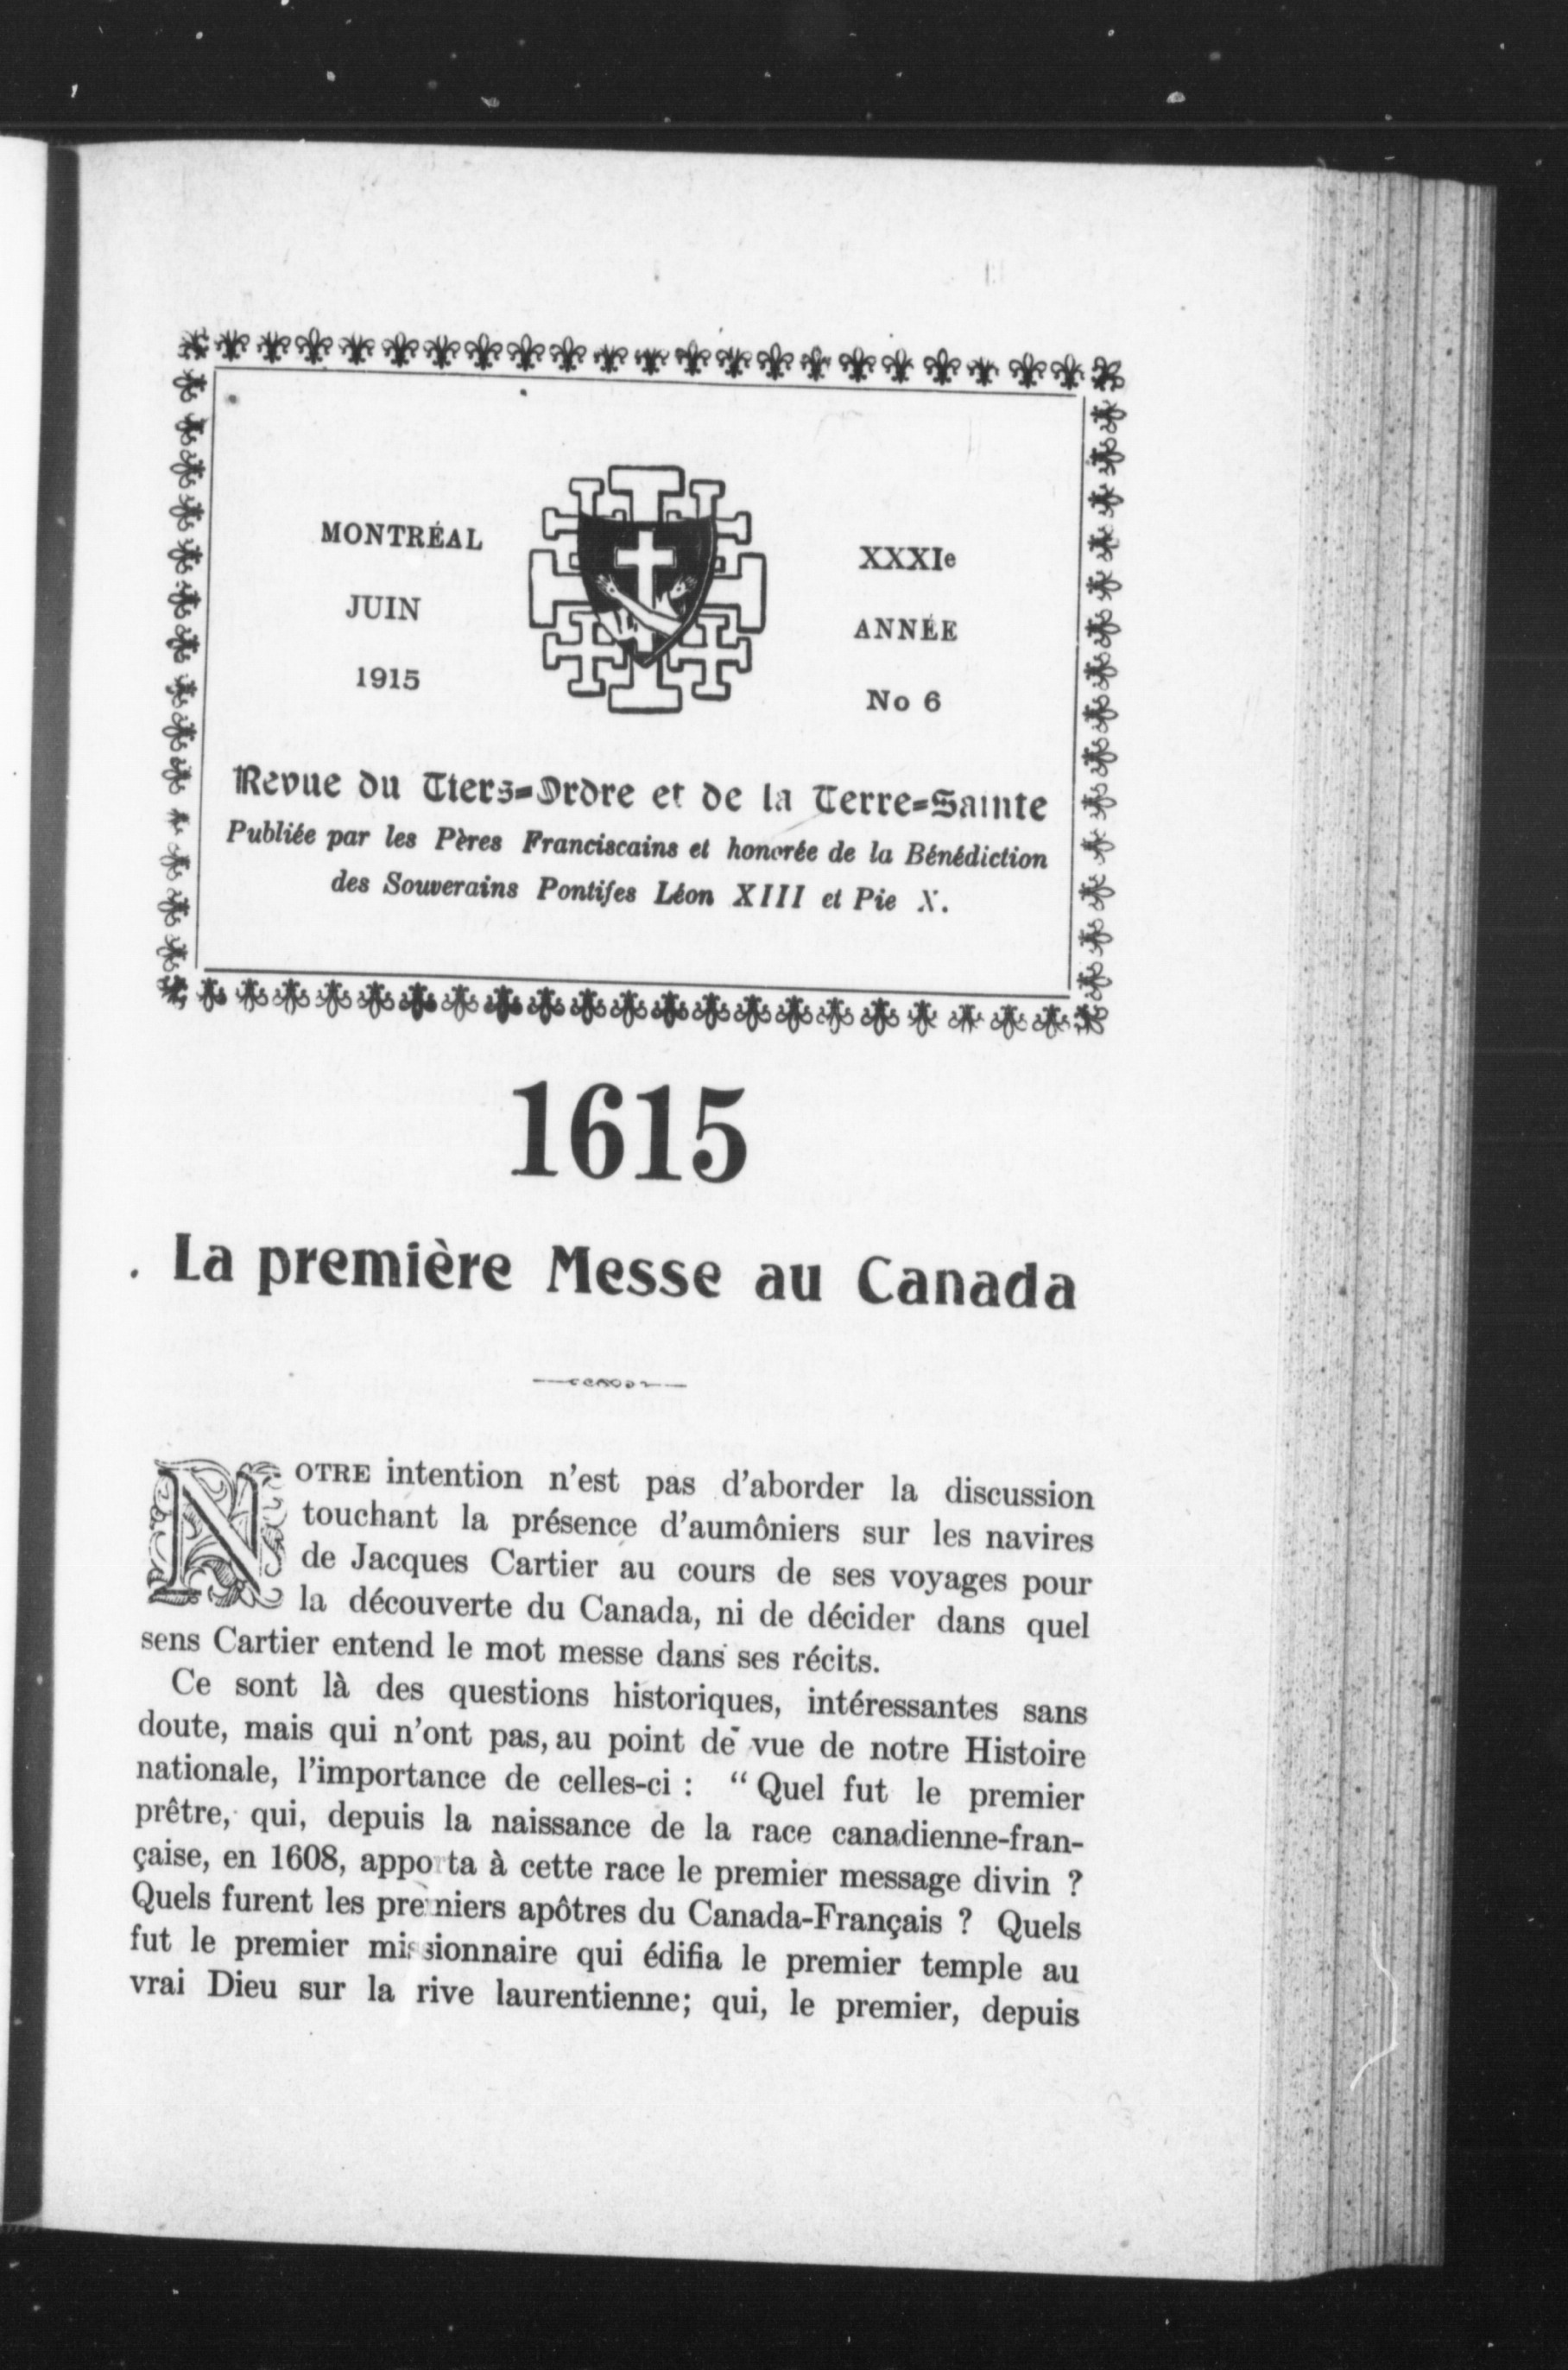 MONTRÉAL
JUIN
1915
XXXIe
ANNÉE
No 6
Revue du Tiers=Ordre et de la Terre=Sainte
Publiée par les Pères Franciscains et honorée de la Bénédiction
des Souverains Pontifes Léon XIII et Pie X.
1615
La première Messe au Canada
NOTRE intention n'est pas d'aborder la discussion
touchant la présence d'aumôniers sur les navires
de Jacques Cartier au cours de ses voyages pour
la découverte du Canada, ni de décider dans quel
sens Cartier entend le mot messe dans ses récits.
Ce sont là des questions historiques, intéressantes sans
doute, mais qui n'ont pas, au point de vue de notre Histoire
nationale, l'importance de celles-ci : “ Quel fut le premier
prêtre, qui, depuis la naissance de la race canadienne-fran-
çaise, en 1608, apporta à cette race le premier message divin ?
Quels furent les premiers apôtres du Canada-Français ? Quels
fut le premier missionnaire qui édifia le premier temple au
vrai Dieu sur la rive laurentienne; qui, le premier, depuis